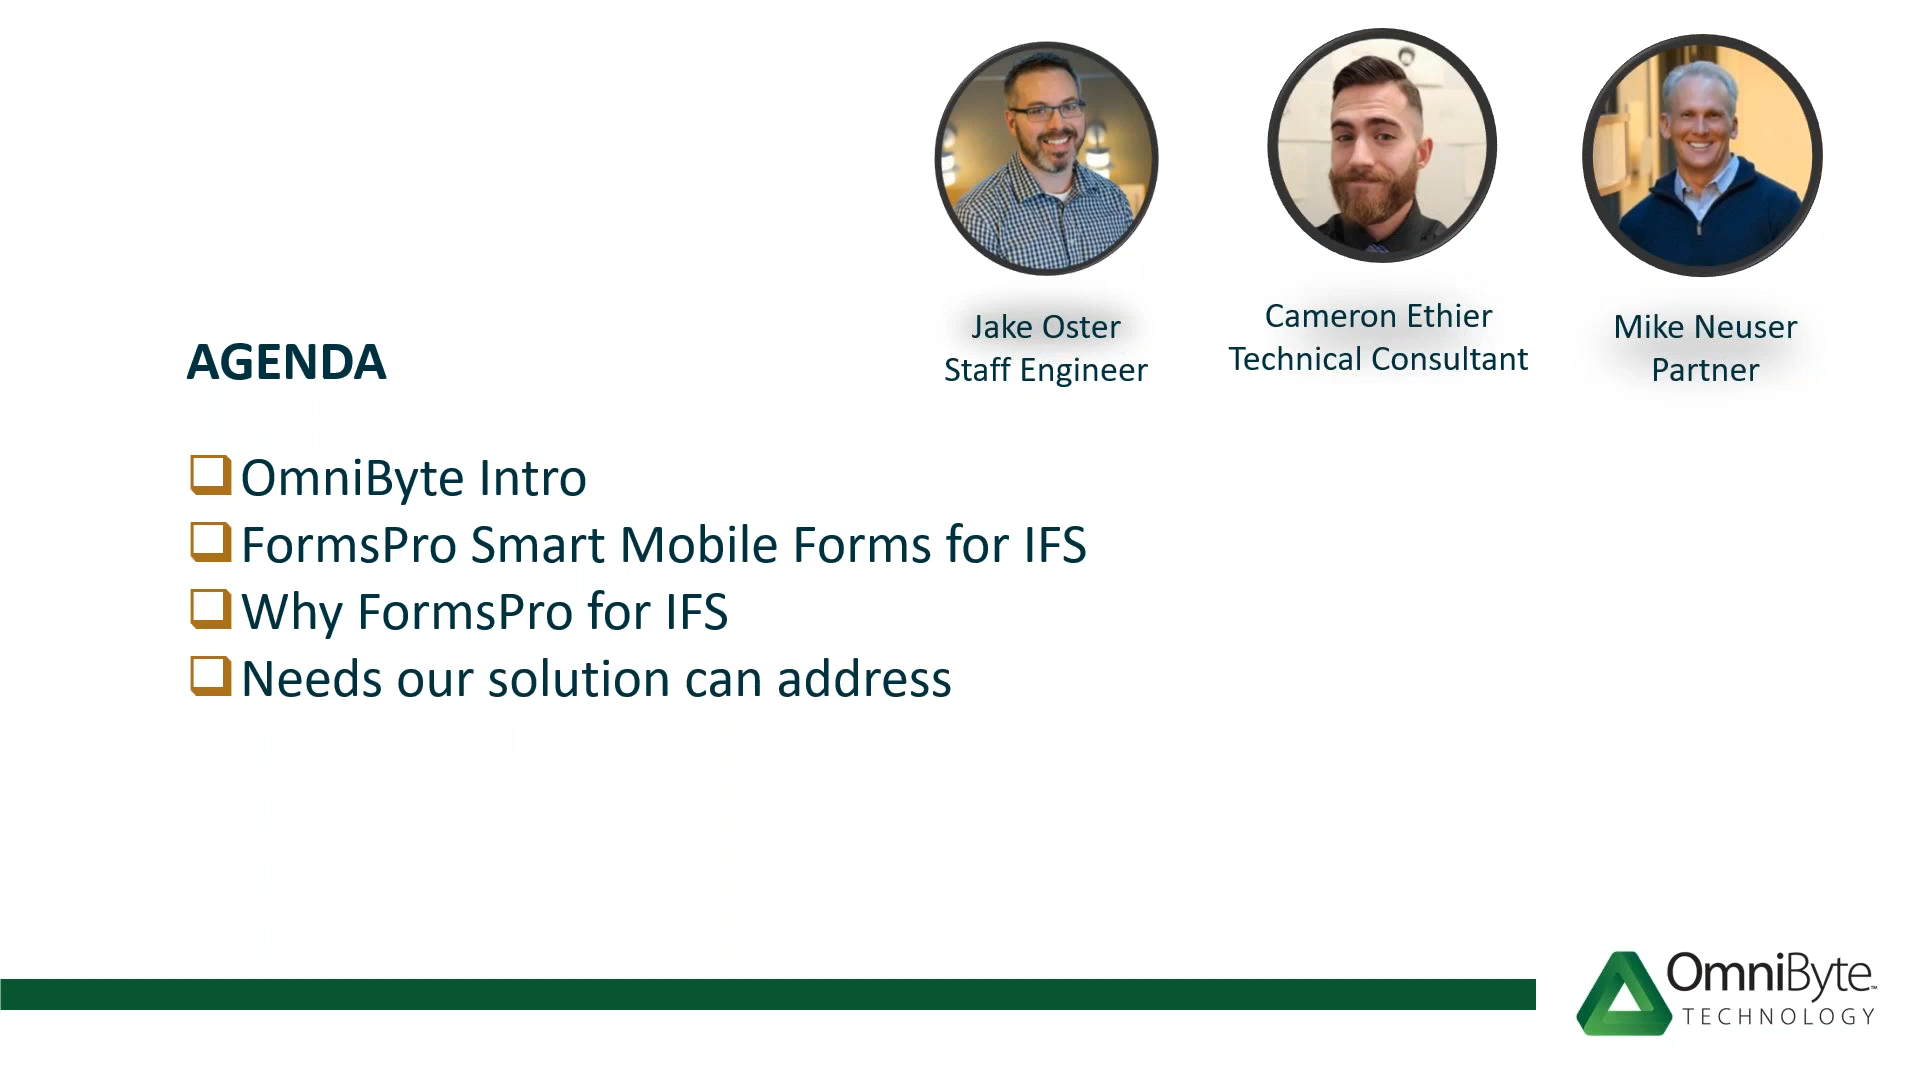 Jake Oster
Staff Engineer
Cameron Ethier
Technical Consultant
Mike Neuser
Partner
AGENDA
OmniByte Intro
FormsPro Smart Mobile Forms for IFS
Why FormsPro for IFS
Needs our solution can address
OmniByte™
TECHNOLOGY